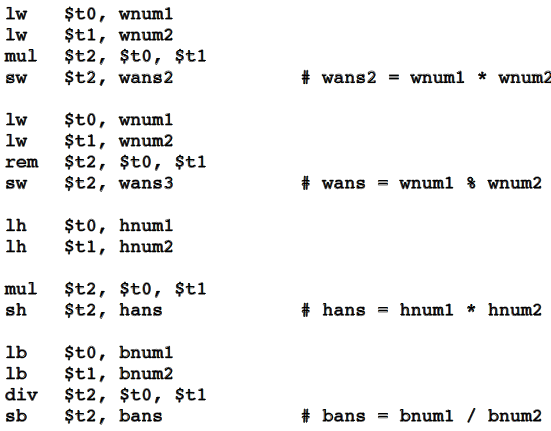 lw $t0, wnum1
lw $t1, wnum2
mul $t2, $t0, $t1
sw $t2, wans2 # wans2 = wnum1 * wnum2
lw $t0, wnum1
lw $t1, wnum2
rem $t2, $t0, $t1
sw $t2, wans3 # wans = wnum1 % wnum2
lh $t0, hnum1
lh $t1, hnum2
mul $t2, $t0, $t1
sh $t2, hans # hans = hnum1 * hnum2
lb $t0, bnum1
lb $t1, bnum2
div $t2, $t0, $t1
sb $t2, bans # bans = bnum1 / bnum2